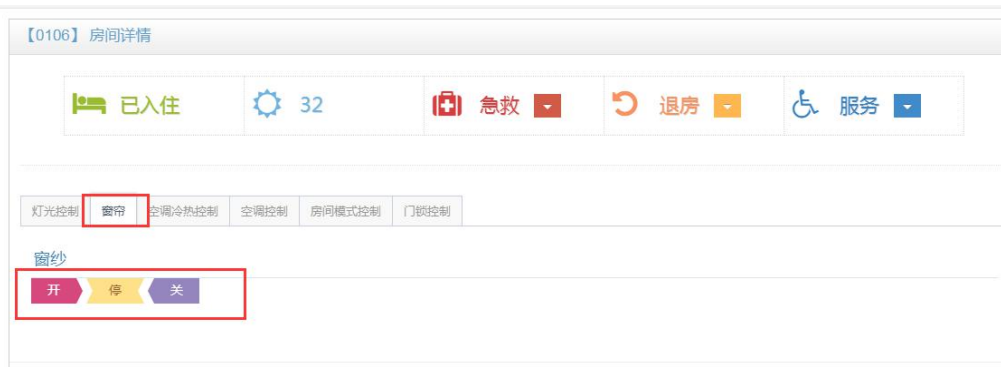 【0106】 房间详情
已入住 32 急救 退房 服务
灯光控制 窗帘 空调冷热控制 空调控制 房间模式控制 门锁控制
窗纱
开 停 关